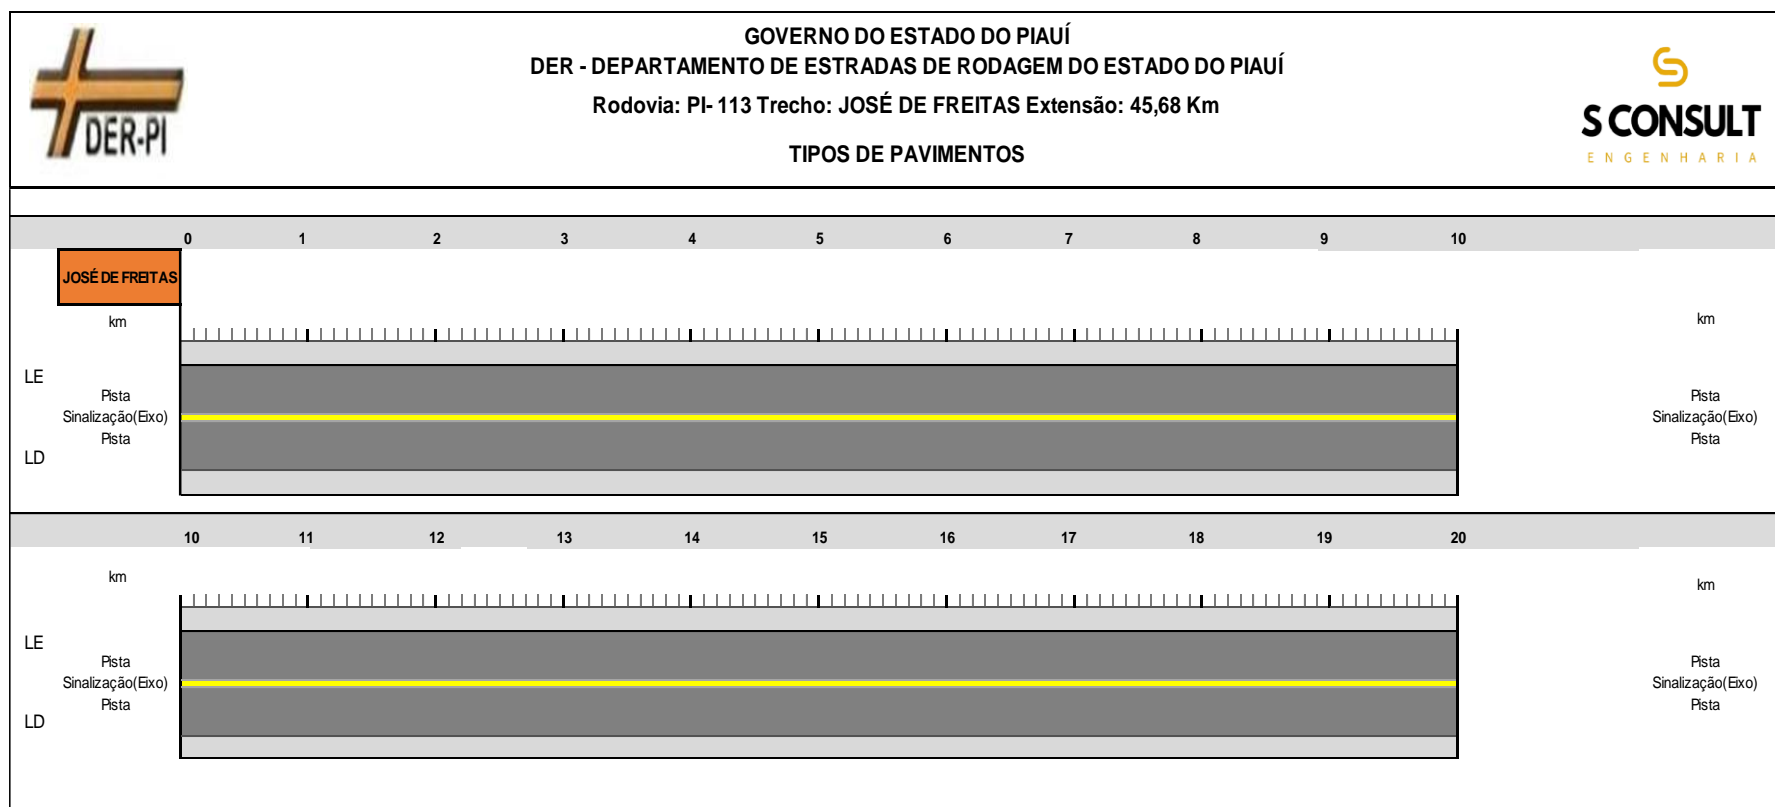 GOVERNO DO ESTADO DO PIAUÍ
DER - DEPARTAMENTO DE ESTRADAS DE RODAGEM DO ESTADO DO PIAUÍ
Rodovia: PI- 113 Trecho: JOSÉ DE FREITAS Extensão: 45,68 Km
TIPOS DE PAVIMENTOS
DER-PI
S CONSULT
ENGENHARIA
0 1 2 3 4 5 6 7 8 9 10
JOSÉ DE FREITAS
km km
LE
Pista Pista
Sinalização(Eixo) Sinalização(Eixo)
Pista Pista
LD
10 11 12 13 14 15 16 17 18 19 20
km km
LE
Pista Pista
Sinalização(Eixo) Sinalização(Eixo)
Pista Pista
LD